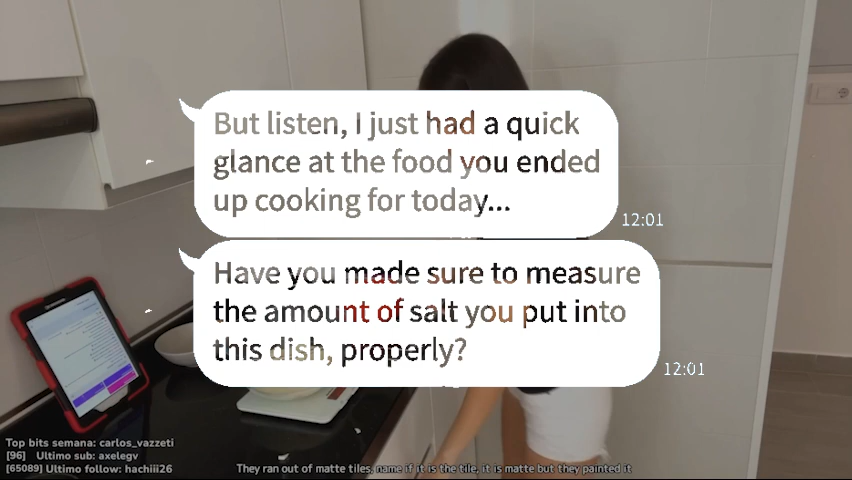 But listen, I just had a quick
glance at the food you ended
up cooking for today...
12:01
Have you made sure to measure
the amount of salt you put into
this dish, properly?
12:01
Top bits semana: carlos_vazzeti
[96] Ultimo sub: axelegv
[65089] Ultimo follow: hachiii26
They ran out of matte tiles, name if it is the tile, it is matte but they painted it